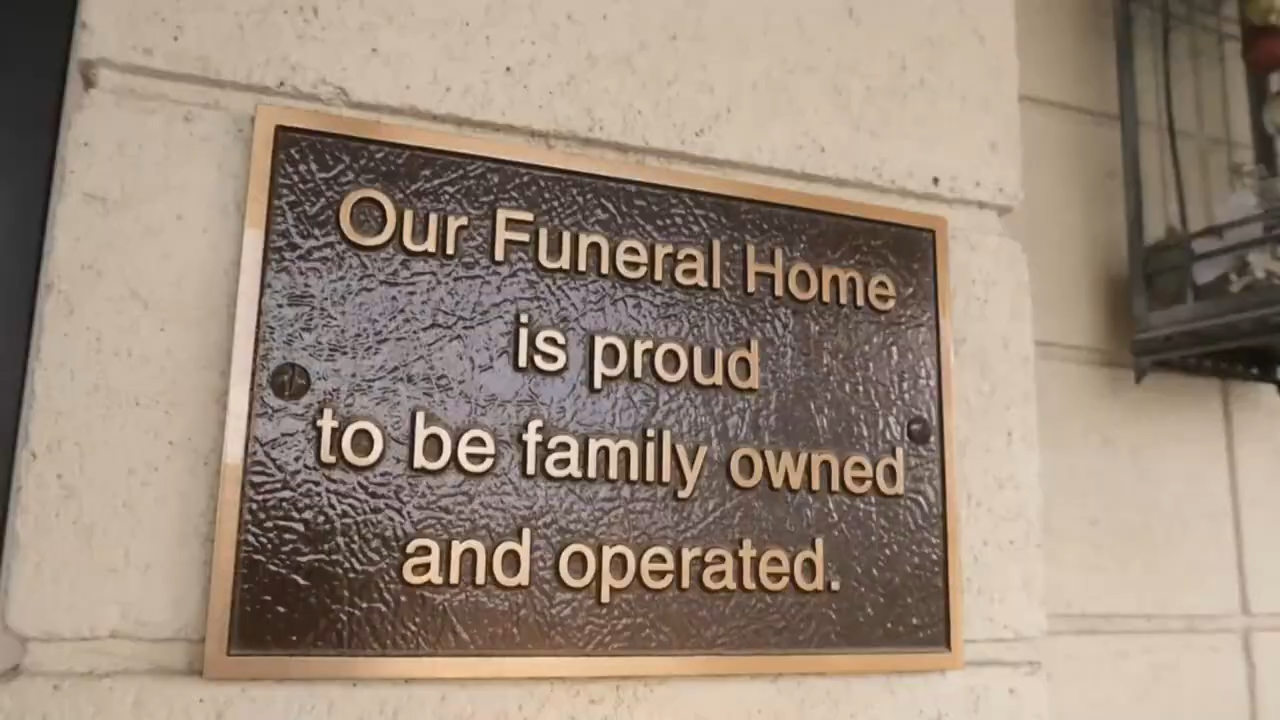 Our Funeral Home
is proud
to be family owned
and operated.